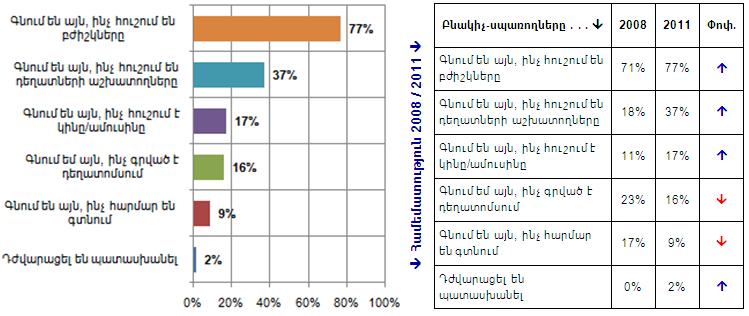 Գնում են այն, ինչ հուշում են
բժիշկները
77%
Գնում են այն, ինչ հուշում են
դեղատների աշխատողները
37%
Գնում են այն, ինչ հուշում է
կինը/ամուսինը
17%
Գնում եմ այն, ինչ գրված է
դեղատոմսում
16%
Գնում են այն, ինչ հարմար են
գտնում
9%
Դժվարացել են պատասխանել
2%
0% 20% 40% 60% 80% 100%
Համեմատություն 2008 / 2011
Բնակիչ-սպառողները . . . 2008 2011 Փոփ.
Գնում են այն, ինչ հուշում են
բժիշկները
71% 77%
Գնում են այն, ինչ հուշում են
դեղատների աշխատողները
18% 37%
Գնում են այն, ինչ հուշում է
կինը/ամուսինը
11% 17%
Գնում եմ այն, ինչ գրված է
դեղատոմսում
23% 16%
Գնում են այն, ինչ հարմար
են գտնում
17% 9%
Դժվարացել են
պատասխանել
0% 2%